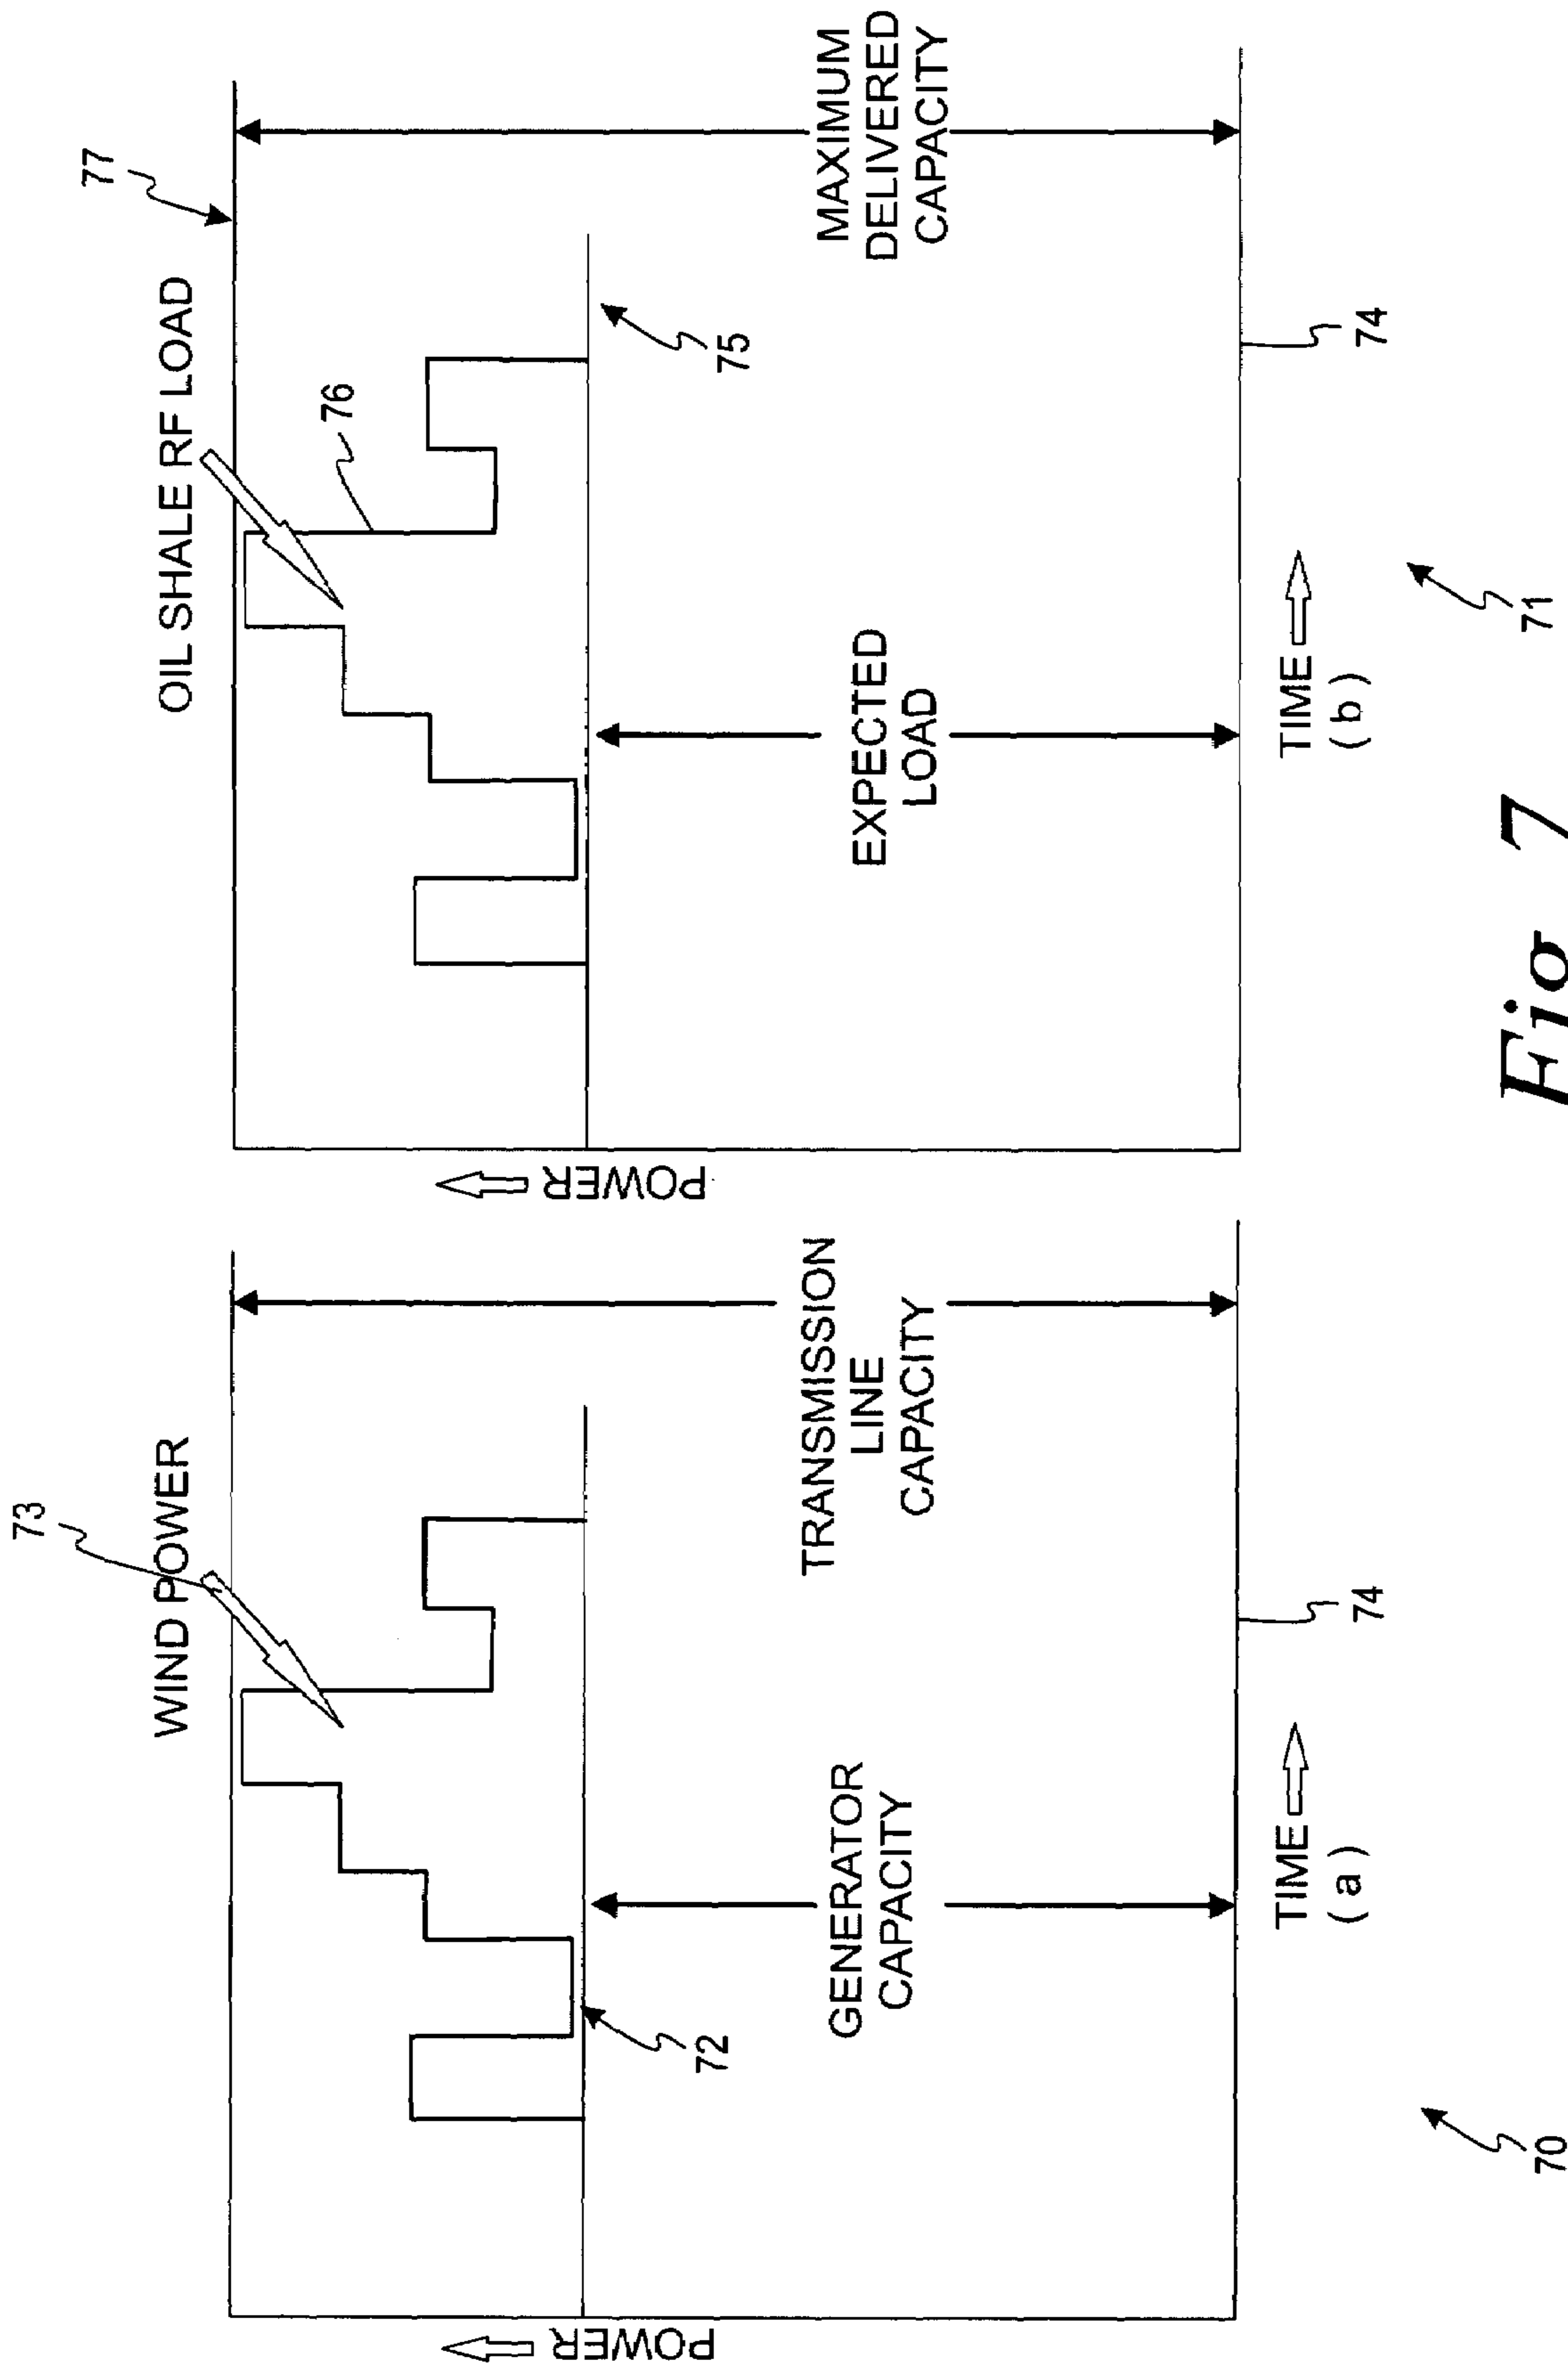 WIND POWER
73
POWER
72
GENERATOR
CAPACITY
TRANSMISSION
LINE
CAPACITY
74
TIME
(a)
70
OIL SHALE RF LOAD
77
76
POWER
75
EXPECTED
LOAD
MAXIMUM
DELIVERED
CAPACITY
74
TIME
(b)
71
Fig 7